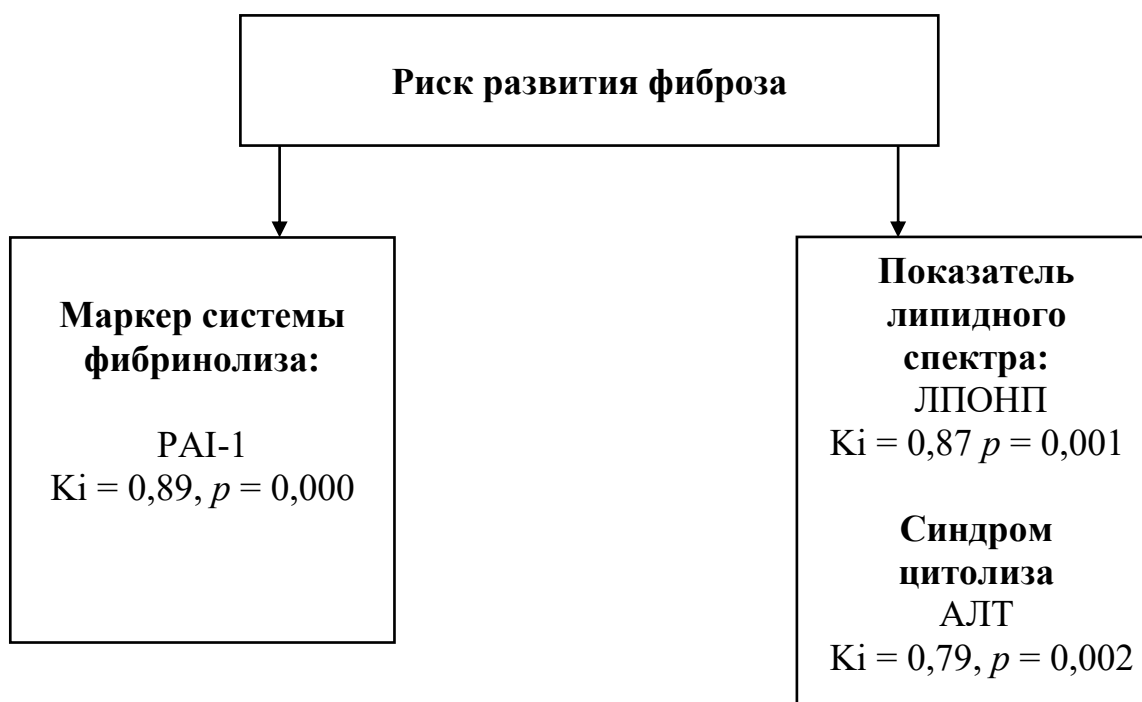 Риск развития фиброза
Маркер системы
фибринолиза:
PAI-1
Ki = 0,89, p = 0,000
Показатель
липидного
спектра:
ЛПОНП
Ki = 0,87 p = 0,001
Синдром
цитолиза
АЛТ
Ki = 0,79, p = 0,002